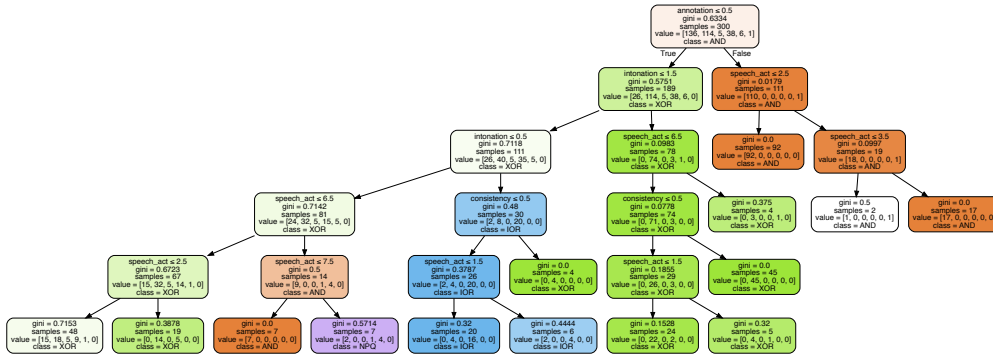 annotation ≤ 0.5
gini = 0.6334
samples = 300
value = [136, 114, 5, 38, 6, 1]
class = AND
True
False
intonation ≤ 1.5
gini = 0.5751
samples = 189
value = [26, 114, 5, 38, 6, 0]
class = XOR
speech_act ≤ 2.5
gini = 0.0179
samples = 111
value = [110, 0, 0, 0, 0, 1]
class = AND
intonation ≤ 0.5
gini = 0.7118
samples = 111
value = [26, 40, 5, 35, 5, 0]
class = XOR
speech_act ≤ 6.5
gini = 0.0983
samples = 78
value = [0, 74, 0, 3, 1, 0]
class = XOR
gini = 0.0
samples = 92
value = [92, 0, 0, 0, 0, 0]
class = AND
speech_act ≤ 3.5
gini = 0.0997
samples = 19
value = [18, 0, 0, 0, 0, 1]
class = AND
speech_act ≤ 6.5
gini = 0.7142
samples = 81
value = [24, 32, 5, 15, 5, 0]
class = XOR
consistency ≤ 0.5
gini = 0.48
samples = 30
value = [2, 8, 0, 20, 0, 0]
class = IOR
consistency ≤ 0.5
gini = 0.0778
samples = 74
value = [0, 71, 0, 3, 0, 0]
class = XOR
gini = 0.375
samples = 4
value = [0, 3, 0, 0, 1, 0]
class = XOR
gini = 0.5
samples = 2
value = [1, 0, 0, 0, 0, 1]
class = AND
gini = 0.0
samples = 17
value = [17, 0, 0, 0, 0, 0]
class = AND
speech_act ≤ 2.5
gini = 0.6723
samples = 67
value = [15, 32, 5, 14, 1, 0]
class = XOR
speech_act ≤ 7.5
gini = 0.5
samples = 14
value = [9, 0, 0, 1, 4, 0]
class = AND
speech_act ≤ 1.5
gini = 0.3787
samples = 26
value = [2, 4, 0, 20, 0, 0]
class = IOR
gini = 0.0
samples = 4
value = [0, 4, 0, 0, 0, 0]
class = XOR
speech_act ≤ 1.5
gini = 0.1855
samples = 29
value = [0, 26, 0, 3, 0, 0]
class = XOR
gini = 0.0
samples = 45
value = [0, 45, 0, 0, 0, 0]
class = XOR
gini = 0.7153
samples = 48
value = [15, 18, 5, 9, 1, 0]
class = XOR
gini = 0.3878
samples = 19
value = [0, 14, 0, 5, 0, 0]
class = XOR
gini = 0.0
samples = 7
value = [7, 0, 0, 0, 0, 0]
class = AND
gini = 0.5714
samples = 7
value = [2, 0, 0, 1, 4, 0]
class = NPQ
gini = 0.32
samples = 20
value = [0, 4, 0, 16, 0, 0]
class = IOR
gini = 0.4444
samples = 6
value = [2, 0, 0, 4, 0, 0]
class = IOR
gini = 0.1528
samples = 24
value = [0, 22, 0, 2, 0, 0]
class = XOR
gini = 0.32
samples = 5
value = [0, 4, 0, 1, 0, 0]
class = XOR